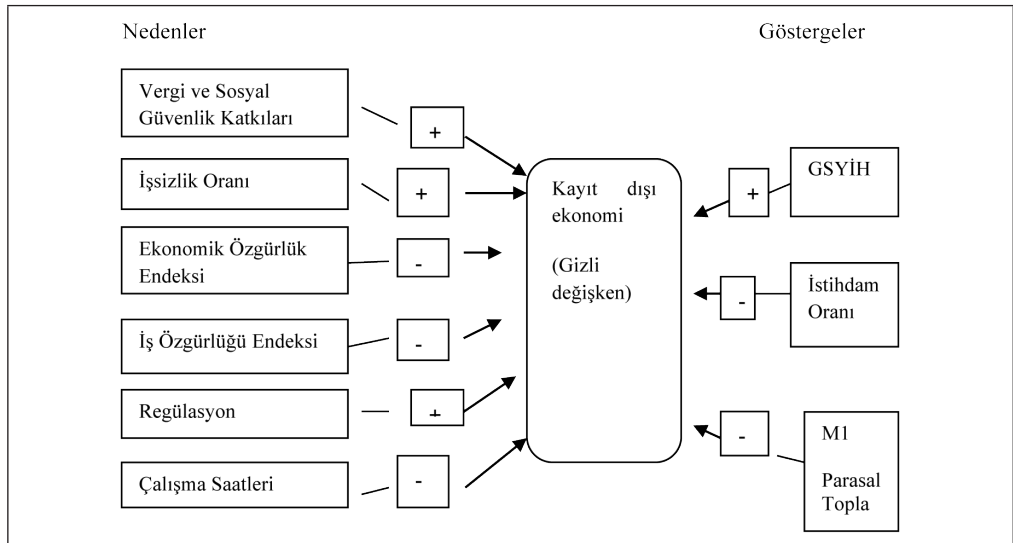 Nedenler
Göstergeler
Vergi ve Sosyal
Güvenlik Katkıları
+
İşsizlik Oranı
+
Ekonomik Özgürlük
Endeksi
-
İş Özgürlüğü Endeksi
-
Regülasyon
+
Çalışma Saatleri
-
Kayıt dışı
ekonomi
(Gizli
değişken)
+
GSYİH
-
İstihdam
Oranı
-
M1
Parasal
Topla